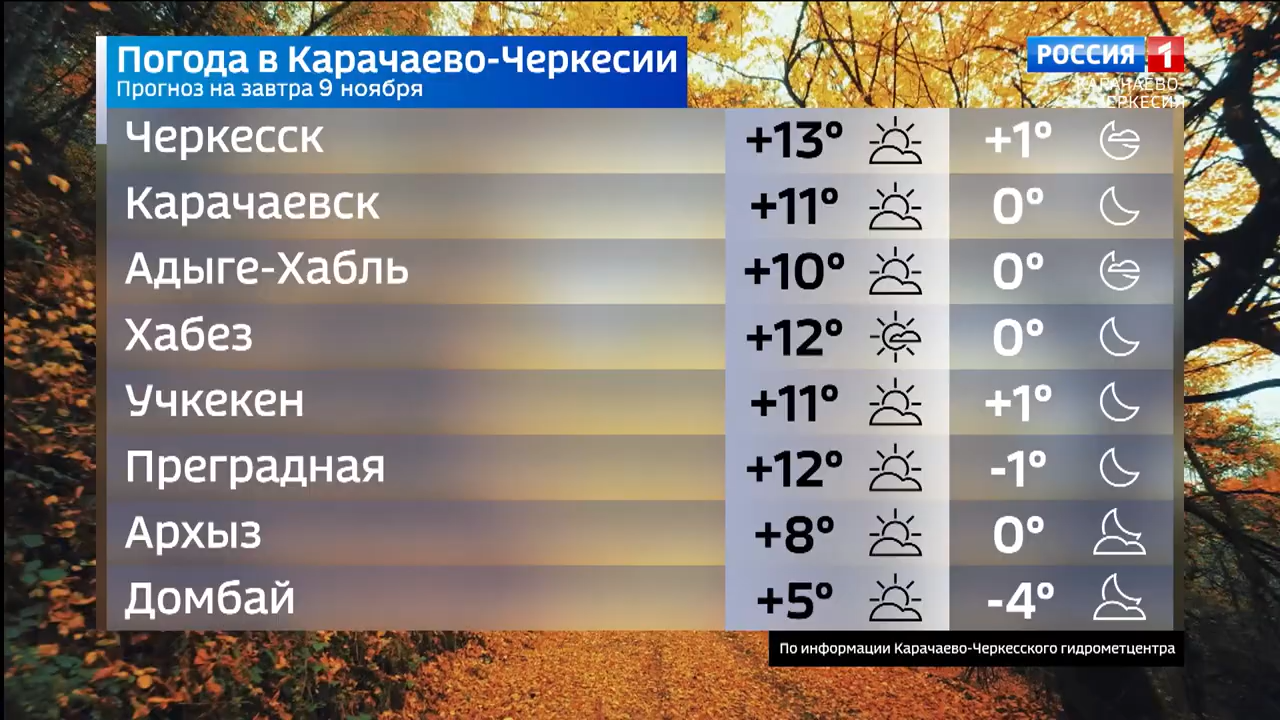 Погода в Карачаево-Черкесии
Прогноз на завтра 9 ноября
РОССИЯ 1
КАРАЧАЕВО-
ЧЕРКЕСИЯ
Черкесск +13° +1°
Карачаевск +11° 0°
Адыге-Хабль +10° 0°
Хабез +12° 0°
Учкекен +11° +1°
Преградная +12° -1°
Архыз +8° 0°
Домбай +5° -4°
По информации Карачаево-Черкесского гидрометцентра